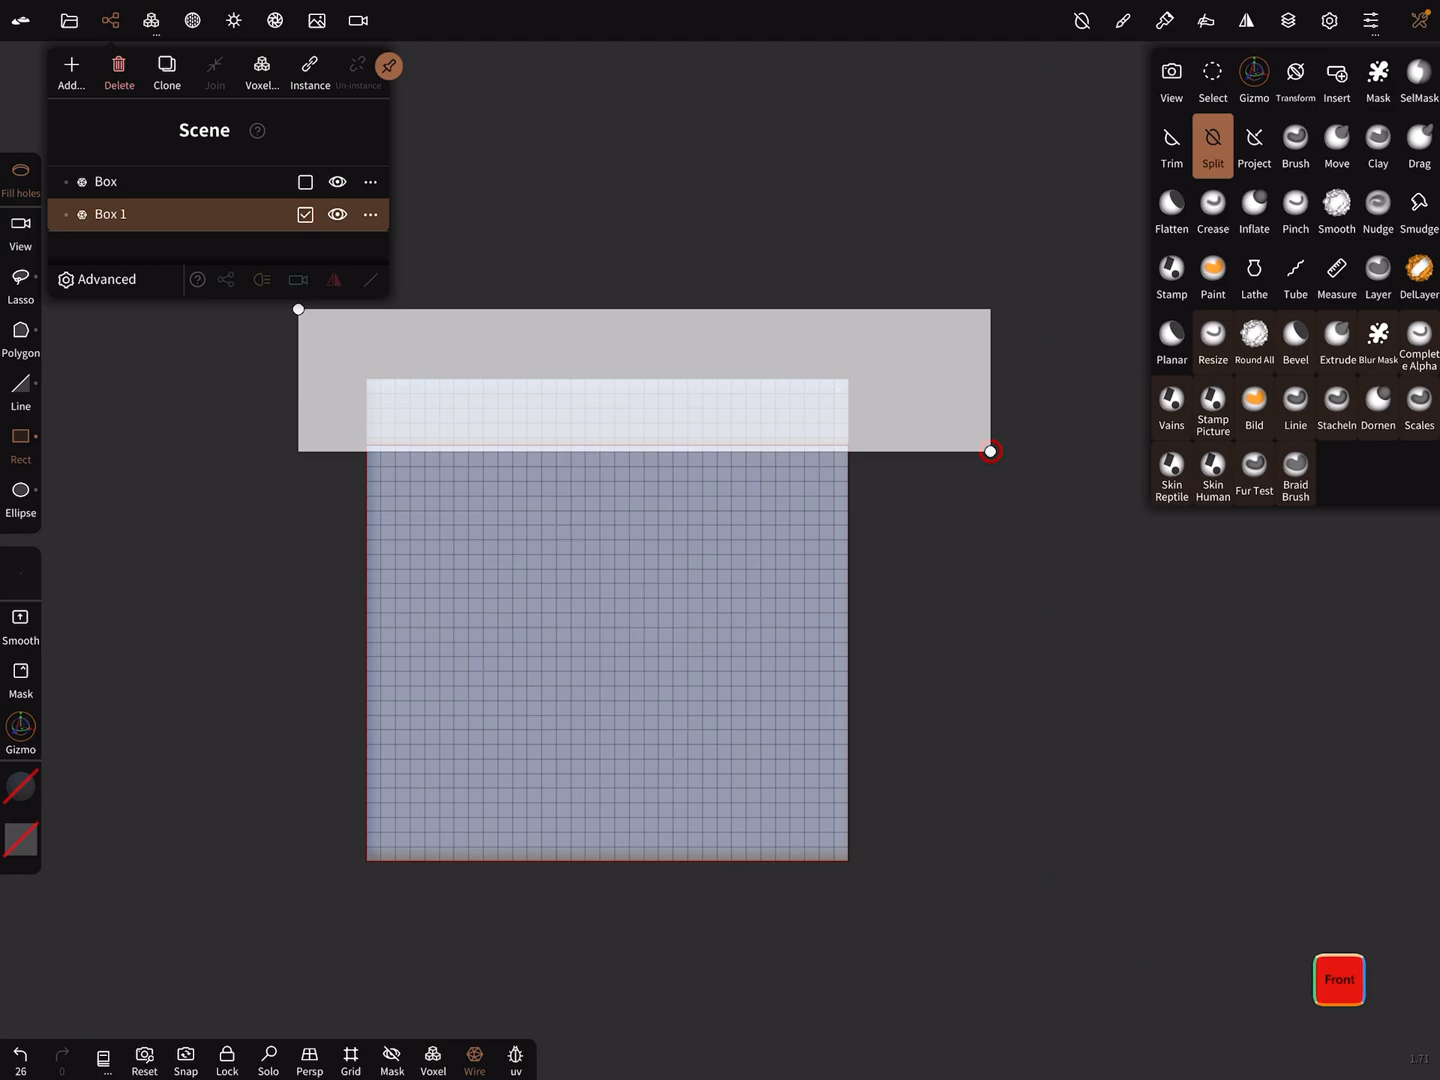 Add...
Delete
Clone
Join
Voxel...
Instance
Un-instance
Scene
?
Box
...
Box 1
...
Advanced
?
Fill holes
View
Lasso
Polygon
Line
Rect
Ellipse
Smooth
Mask
Gizmo
View
Select
Gizmo
Transform
Insert
Mask
SelMask
Trim
Split
Project
Brush
Move
Clay
Drag
Flatten
Crease
Inflate
Pinch
Smooth
Nudge
Smudge
Stamp
Paint
Lathe
Tube
Measure
Layer
DelLayer
Planar
Resize
Round All
Bevel
Extrude
Blur Mask
Complet
e Alpha
Vains
Stamp
Picture
Bild
Linie
Stacheln
Dornen
Scales
Skin
Reptile
Skin
Human
Fur Test
Braid
Brush
Front
26
0
...
Reset
Snap
Lock
Solo
Persp
Grid
Mask
Voxel
Wire
uv
1.71